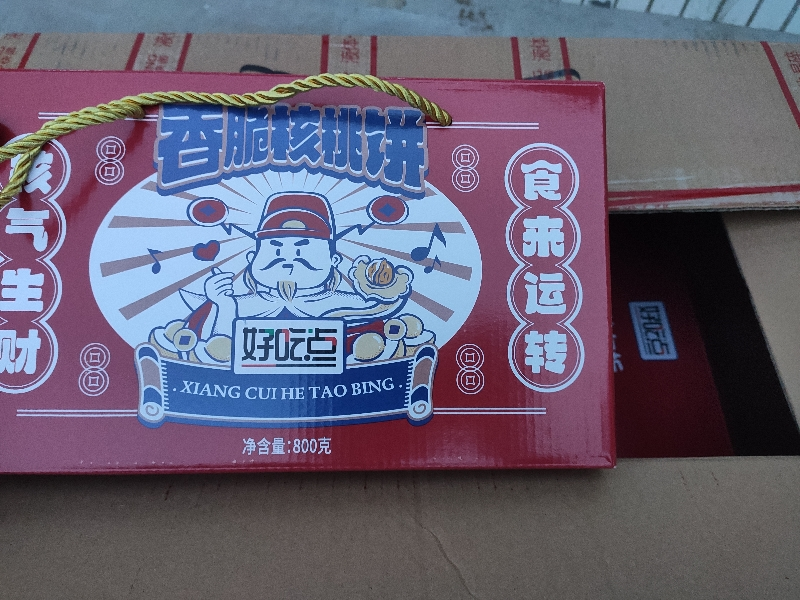 香脆核桃饼
核气生财
食来运转
好吃点
XIANG CUI HE TAO BING
净含量:800克
好吃点